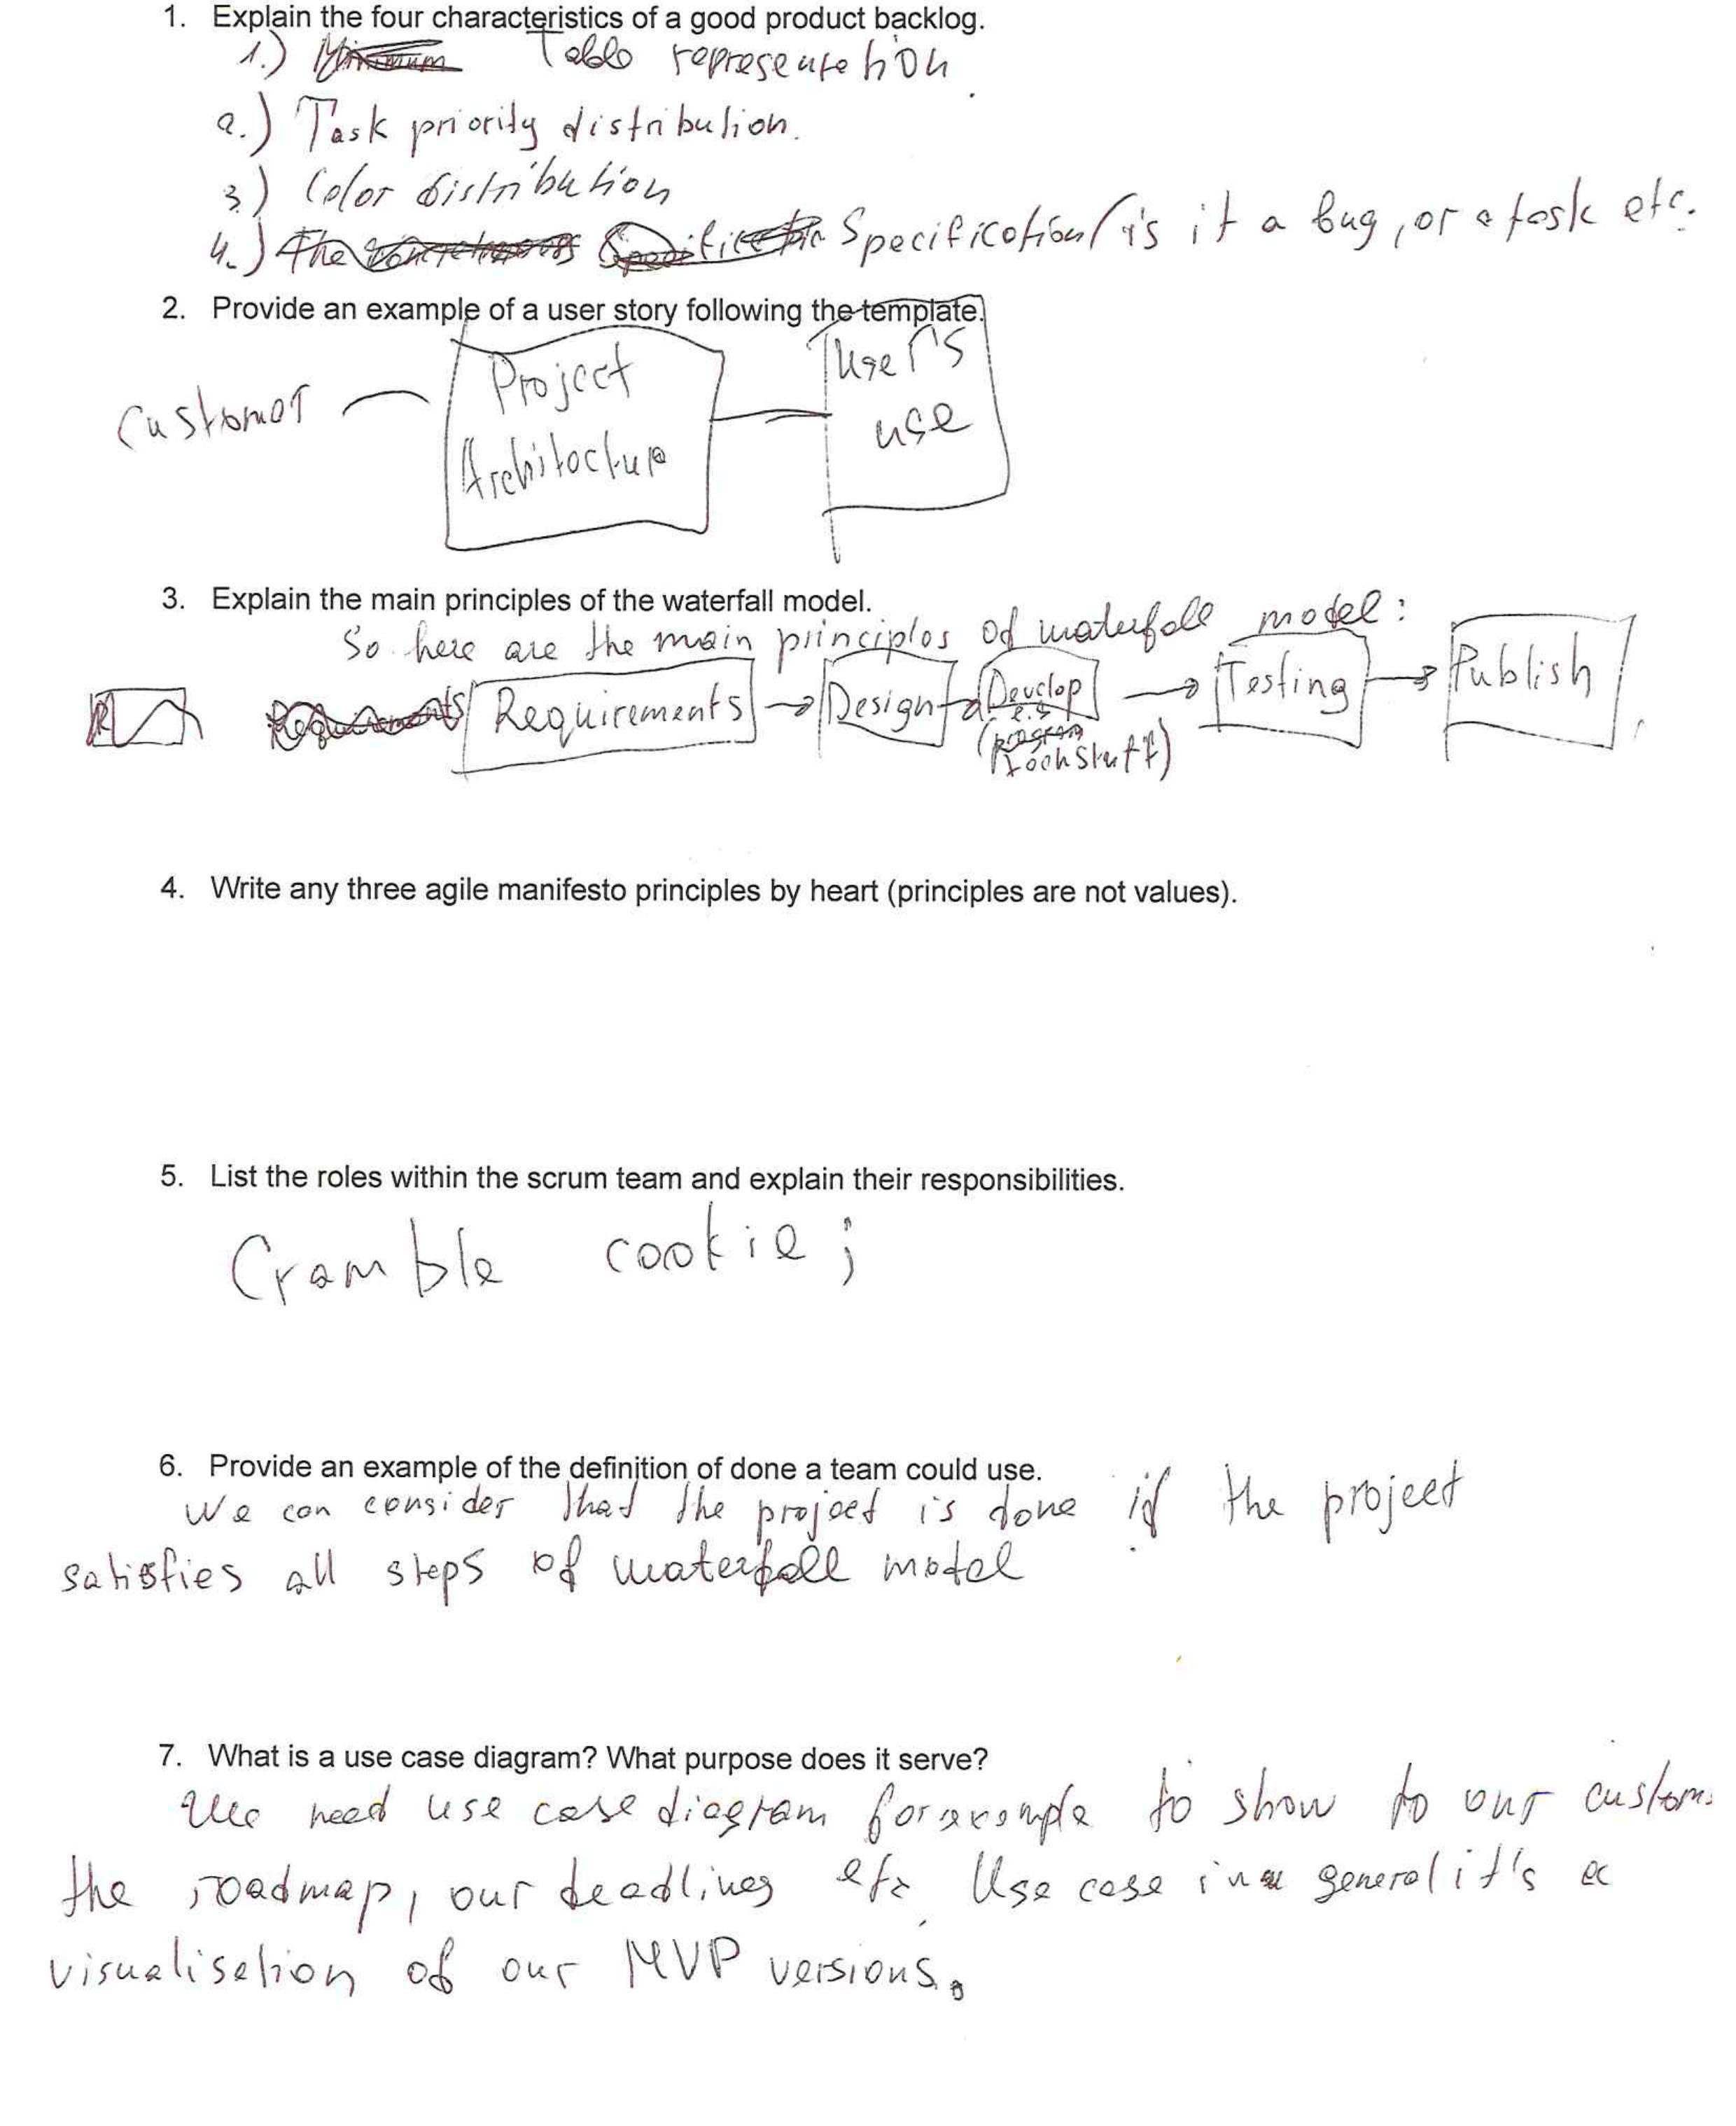 1. Explain the four characteristics of a good product backlog.
1.) Minimum Table representation.
2.) Task priority distribution.
3) Color distribution
4.) The Specification (is it a bug, or a task etc.
2. Provide an example of a user story following the template.
Customer
Project
Architecture
User's
use
3. Explain the main principles of the waterfall model.
So here are the main principles of waterfall model:
R Requirements Requirements → Design → Develop → Testing → Publish
e.g
(program
tech stuff)
4. Write any three agile manifesto principles by heart (principles are not values).
5. List the roles within the scrum team and explain their responsibilities.
Cramble cookie;
6. Provide an example of the definition of done a team could use.
We can consider that the project is done if the project
satisfies all steps of waterfall model
7. What is a use case diagram? What purpose does it serve?
We need use case diagram for example to show to our custom
the roadmap, our deadlines etc. Use case in general it's a
visualisation of our MVP versions.